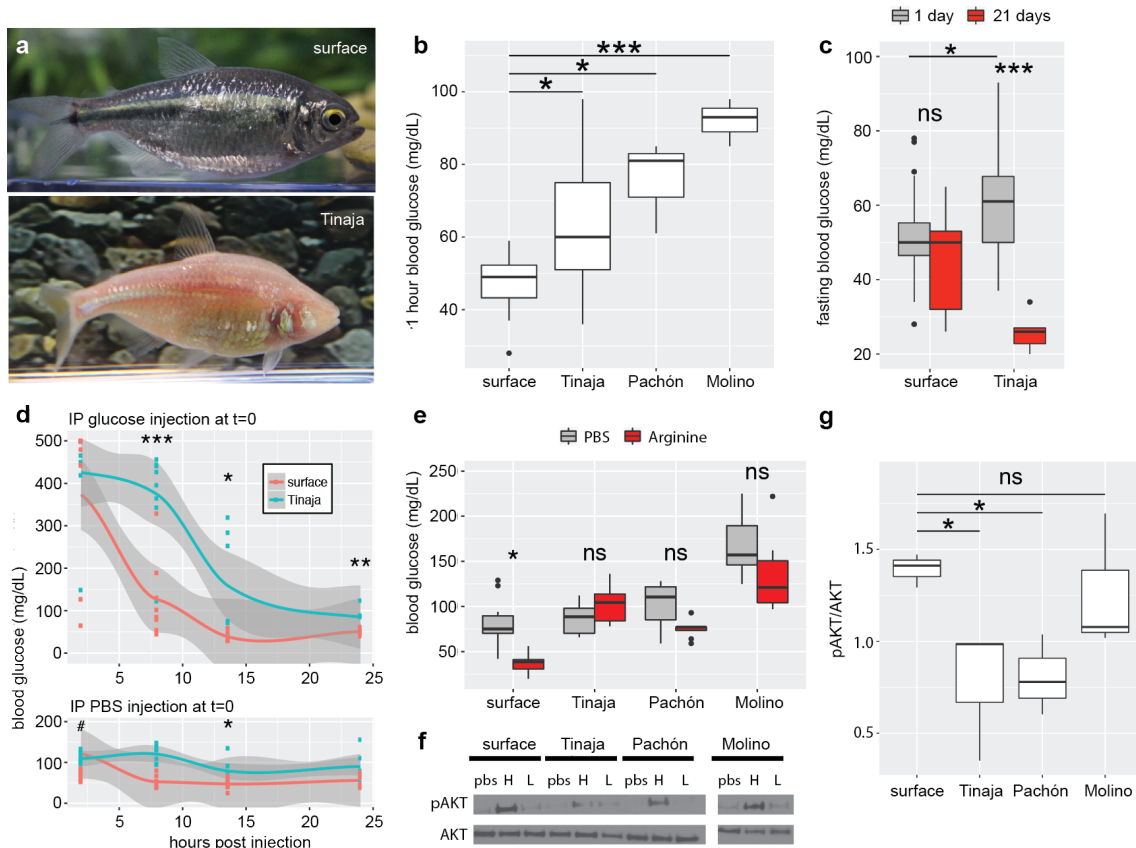 a
surface
Tinaja
b
*** 
* 
*
1 hour blood glucose (mg/dL)
100
80
60
40
surface Tinaja Pachón Molino
1 day 21 days
c
*
***
ns
fasting blood glucose (mg/dL)
100
80
60
40
20
surface Tinaja
d
IP glucose injection at t=0
***
*
**
surface
Tinaja
500
400
300
200
100
0
5 10 15 20 25
IP PBS injection at t=0
#
*
200
100
0
5 10 15 20 25
blood glucose (mg/dL)
hours post injection
e
PBS Arginine
*
ns
ns
ns
blood glucose (mg/dL)
250
200
150
100
50
surface Tinaja Pachón Molino
f
surface Tinaja Pachón Molino
pbs H L pbs H L pbs H L pbs H L
pAKT
AKT
g
ns
*
*
pAKT/AKT
1.5
1.0
0.5
surface Tinaja Pachón Molino